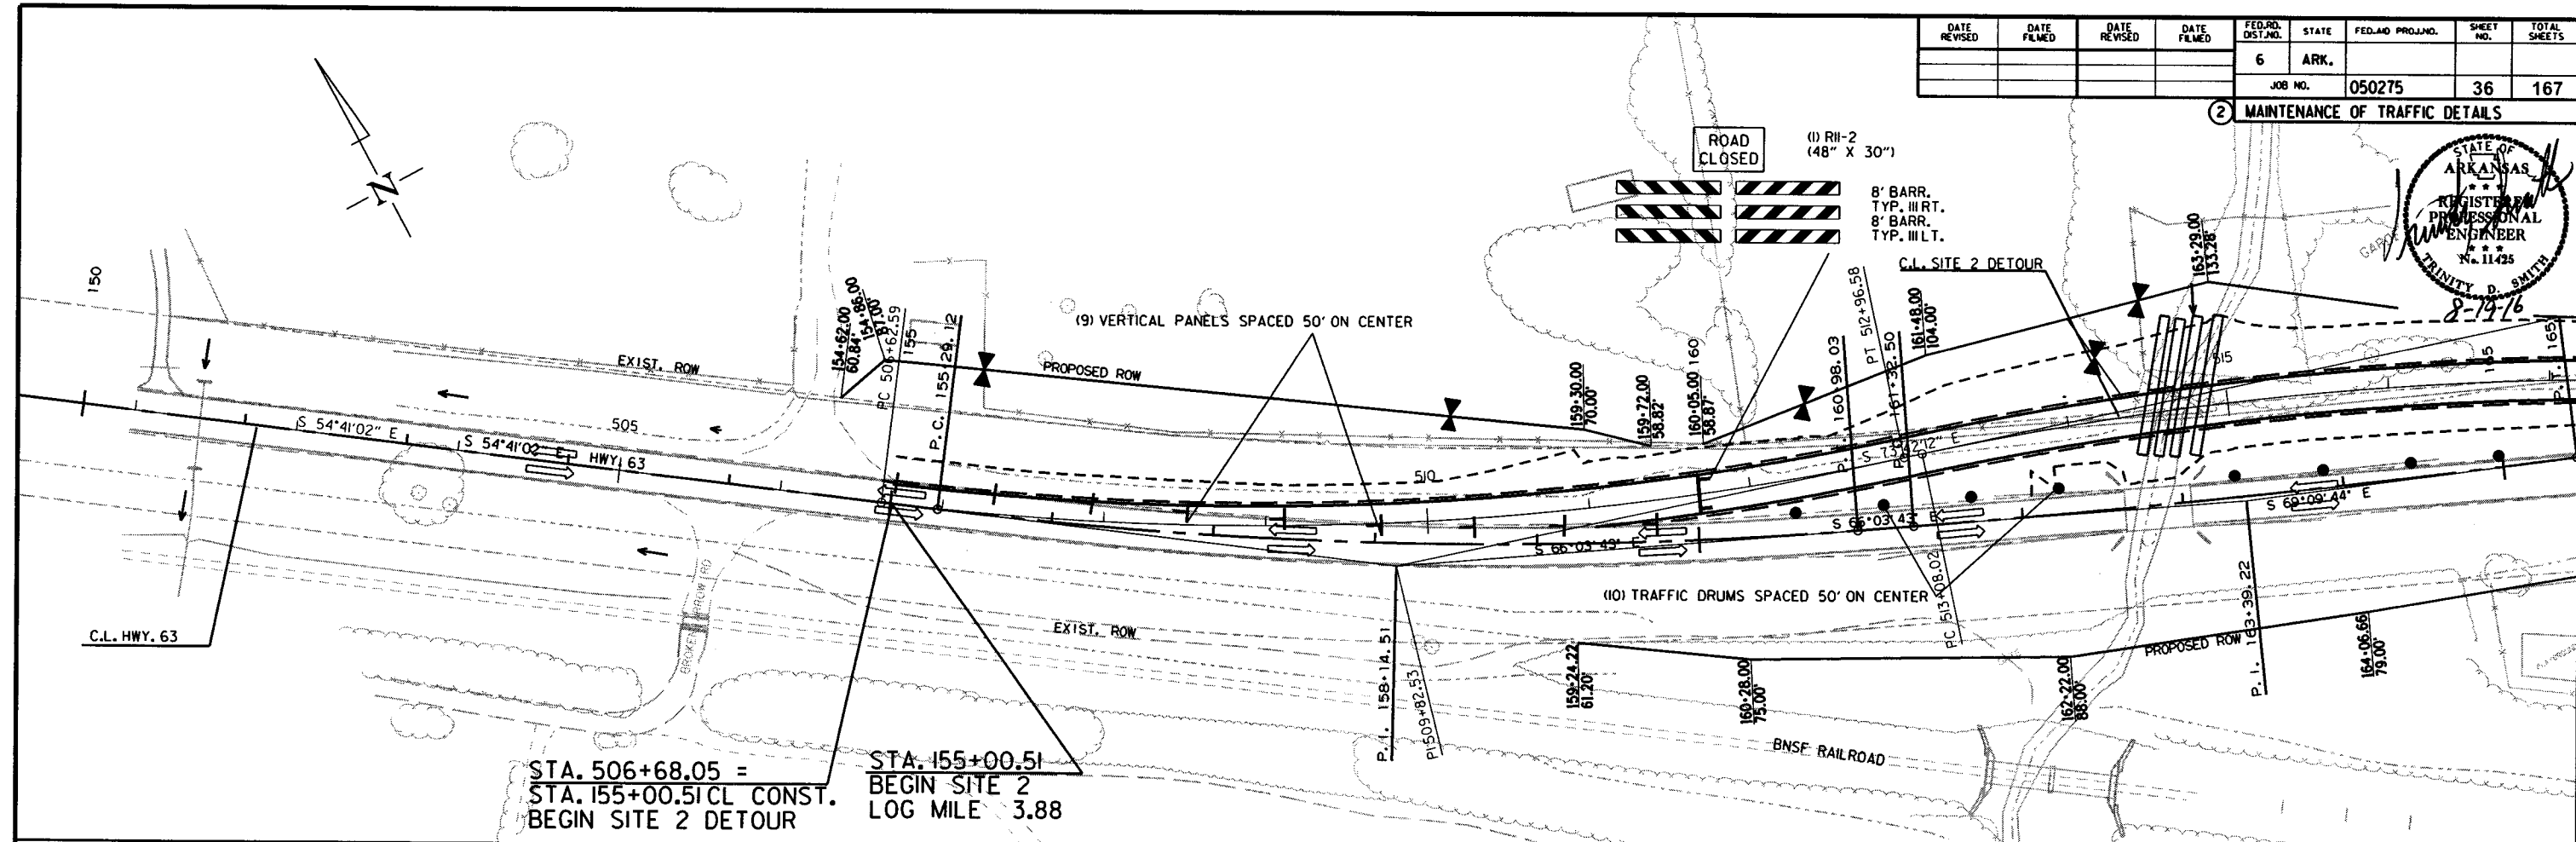 DATE REVISED
DATE FILMED
DATE REVISED
DATE FILMED
FED.RD. DIST.NO.
STATE
FED.AID PROJ.NO.
SHEET NO.
TOTAL SHEETS
6
ARK.
JOB NO.
050275
36
167
2
MAINTENANCE OF TRAFFIC DETAILS
STATE OF
ARKANSAS
REGISTERED
PROFESSIONAL
ENGINEER
No. 11425
TRINITY D. SMITH
8-19-16
ROAD
CLOSED
(1) R11-2
(48" X 30")
8' BARR.
TYP. III RT.
8' BARR.
TYP. III LT.
N
150
C.L. SITE 2 DETOUR
163+29.00
133.28'
154+62.00
60.84'
154+86.00
67.00'
PC 506+62.59
155
P.C. 155+29.12
(9) VERTICAL PANELS SPACED 50' ON CENTER
EXIST. ROW
PROPOSED ROW
159+30.00
70.00'
159+72.00
58.82'
160+05.00
58.87'
160
160+98.03
PT 512+96.58
161+32.50
161+48.00
104.00'
515
165
P.T. 165
S 54°41'02" E
505
S 54°41'02" E
HWY. 63
510
S 73°42'12" E
S 66°03'43"
S 66°03'43" E
S 69°09'44" E
C.L. HWY. 63
BROKEN ARROW RD
EXIST. ROW
(10) TRAFFIC DRUMS SPACED 50' ON CENTER
P.I. 158+14.51
PI 509+82.53
159+24.22
61.20'
160+28.00
75.00'
PC 513+08.02
162+22.00
88.00'
PROPOSED ROW
P.I. 163+39.22
164+06.66
79.00'
BNSF RAILROAD
STA. 506+68.05 =
STA. 155+00.51 CL CONST.
BEGIN SITE 2 DETOUR
STA. 155+00.51
BEGIN SITE 2
LOG MILE 3.88